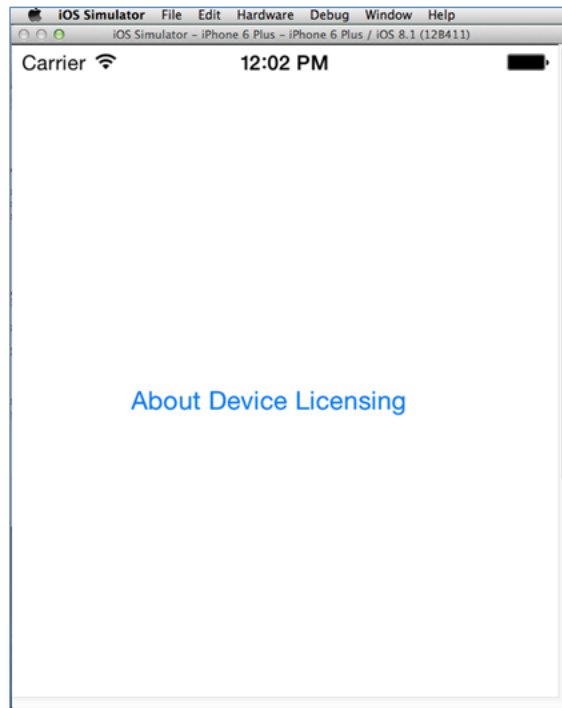 iOS Simulator File Edit Hardware Debug Window Help
iOS Simulator – iPhone 6 Plus – iPhone 6 Plus / iOS 8.1 (12B411)
Carrier 12:02 PM
About Device Licensing